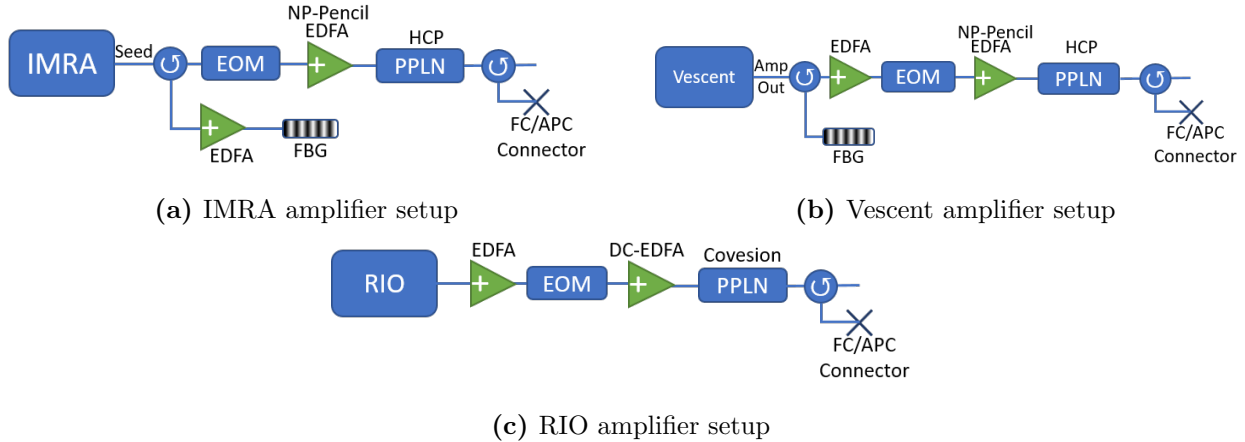 IMRA
Seed
EOM
NP-Pencil
EDFA
HCP
PPLN
FC/APC
Connector
EDFA
FBG
(a) IMRA amplifier setup
Vescent
Amp
Out
EDFA
EOM
NP-Pencil
EDFA
HCP
PPLN
FC/APC
Connector
FBG
(b) Vescent amplifier setup
RIO
EDFA
EOM
DC-EDFA
Covesion
PPLN
FC/APC
Connector
(c) RIO amplifier setup